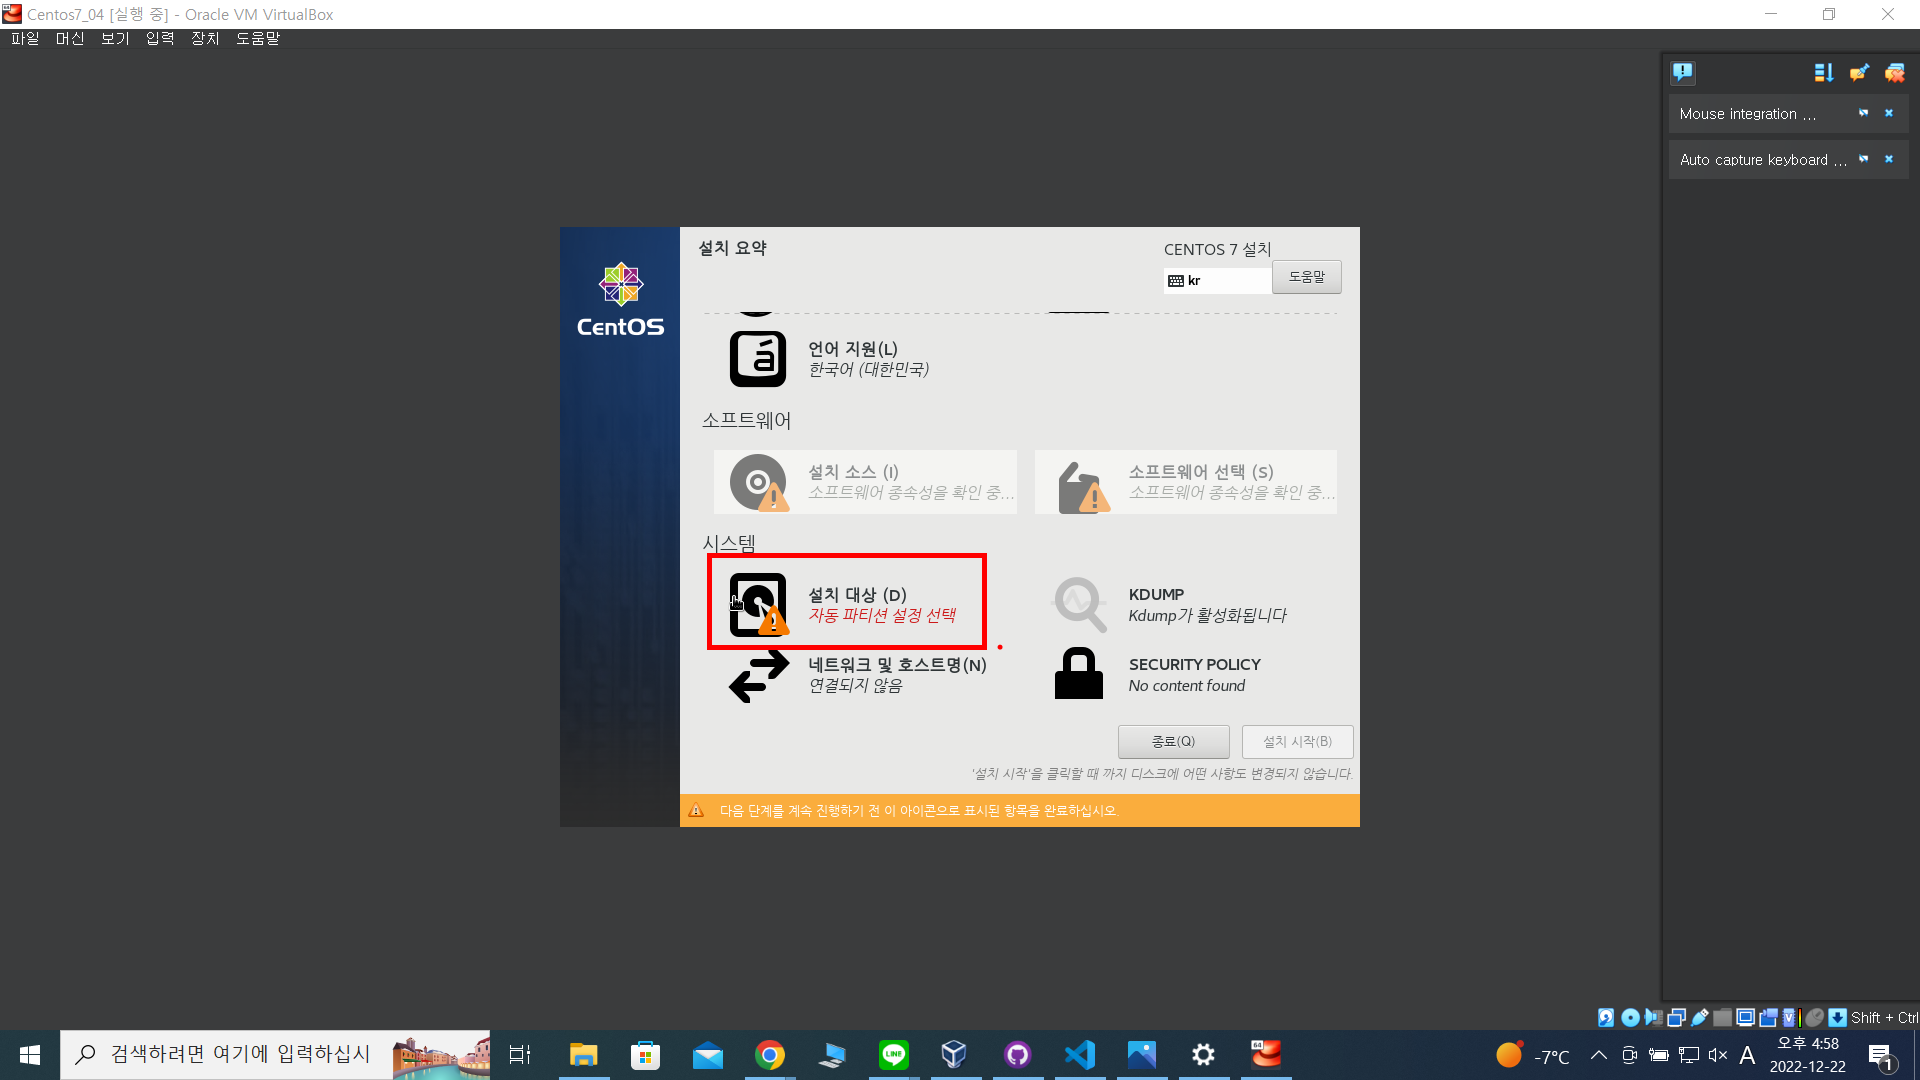 Centos7_04 [실행 중] - Oracle VM VirtualBox
파일 머신 보기 입력 장치 도움말
Mouse integration ...
Auto capture keyboard ...
설치 요약
CENTOS 7 설치
kr
도움말
CentOS
언어 지원(L)
한국어 (대한민국)
소프트웨어
설치 소스 (I)
소프트웨어 종속성을 확인 중...
소프트웨어 선택 (S)
소프트웨어 종속성을 확인 중...
시스템
설치 대상 (D)
자동 파티션 설정 선택
KDUMP
Kdump가 활성화됩니다
네트워크 및 호스트명(N)
연결되지 않음
SECURITY POLICY
No content found
종료(Q)
설치 시작(B)
'설치 시작'을 클릭할 때 까지 디스크에 어떤 사항도 변경되지 않습니다.
다음 단계를 계속 진행하기 전 이 아이콘으로 표시된 항목을 완료하십시오.
Shift + Ctrl
검색하려면 여기에 입력하십시
LINE
64
-7°C
A
오후 4:58
2022-12-22
1